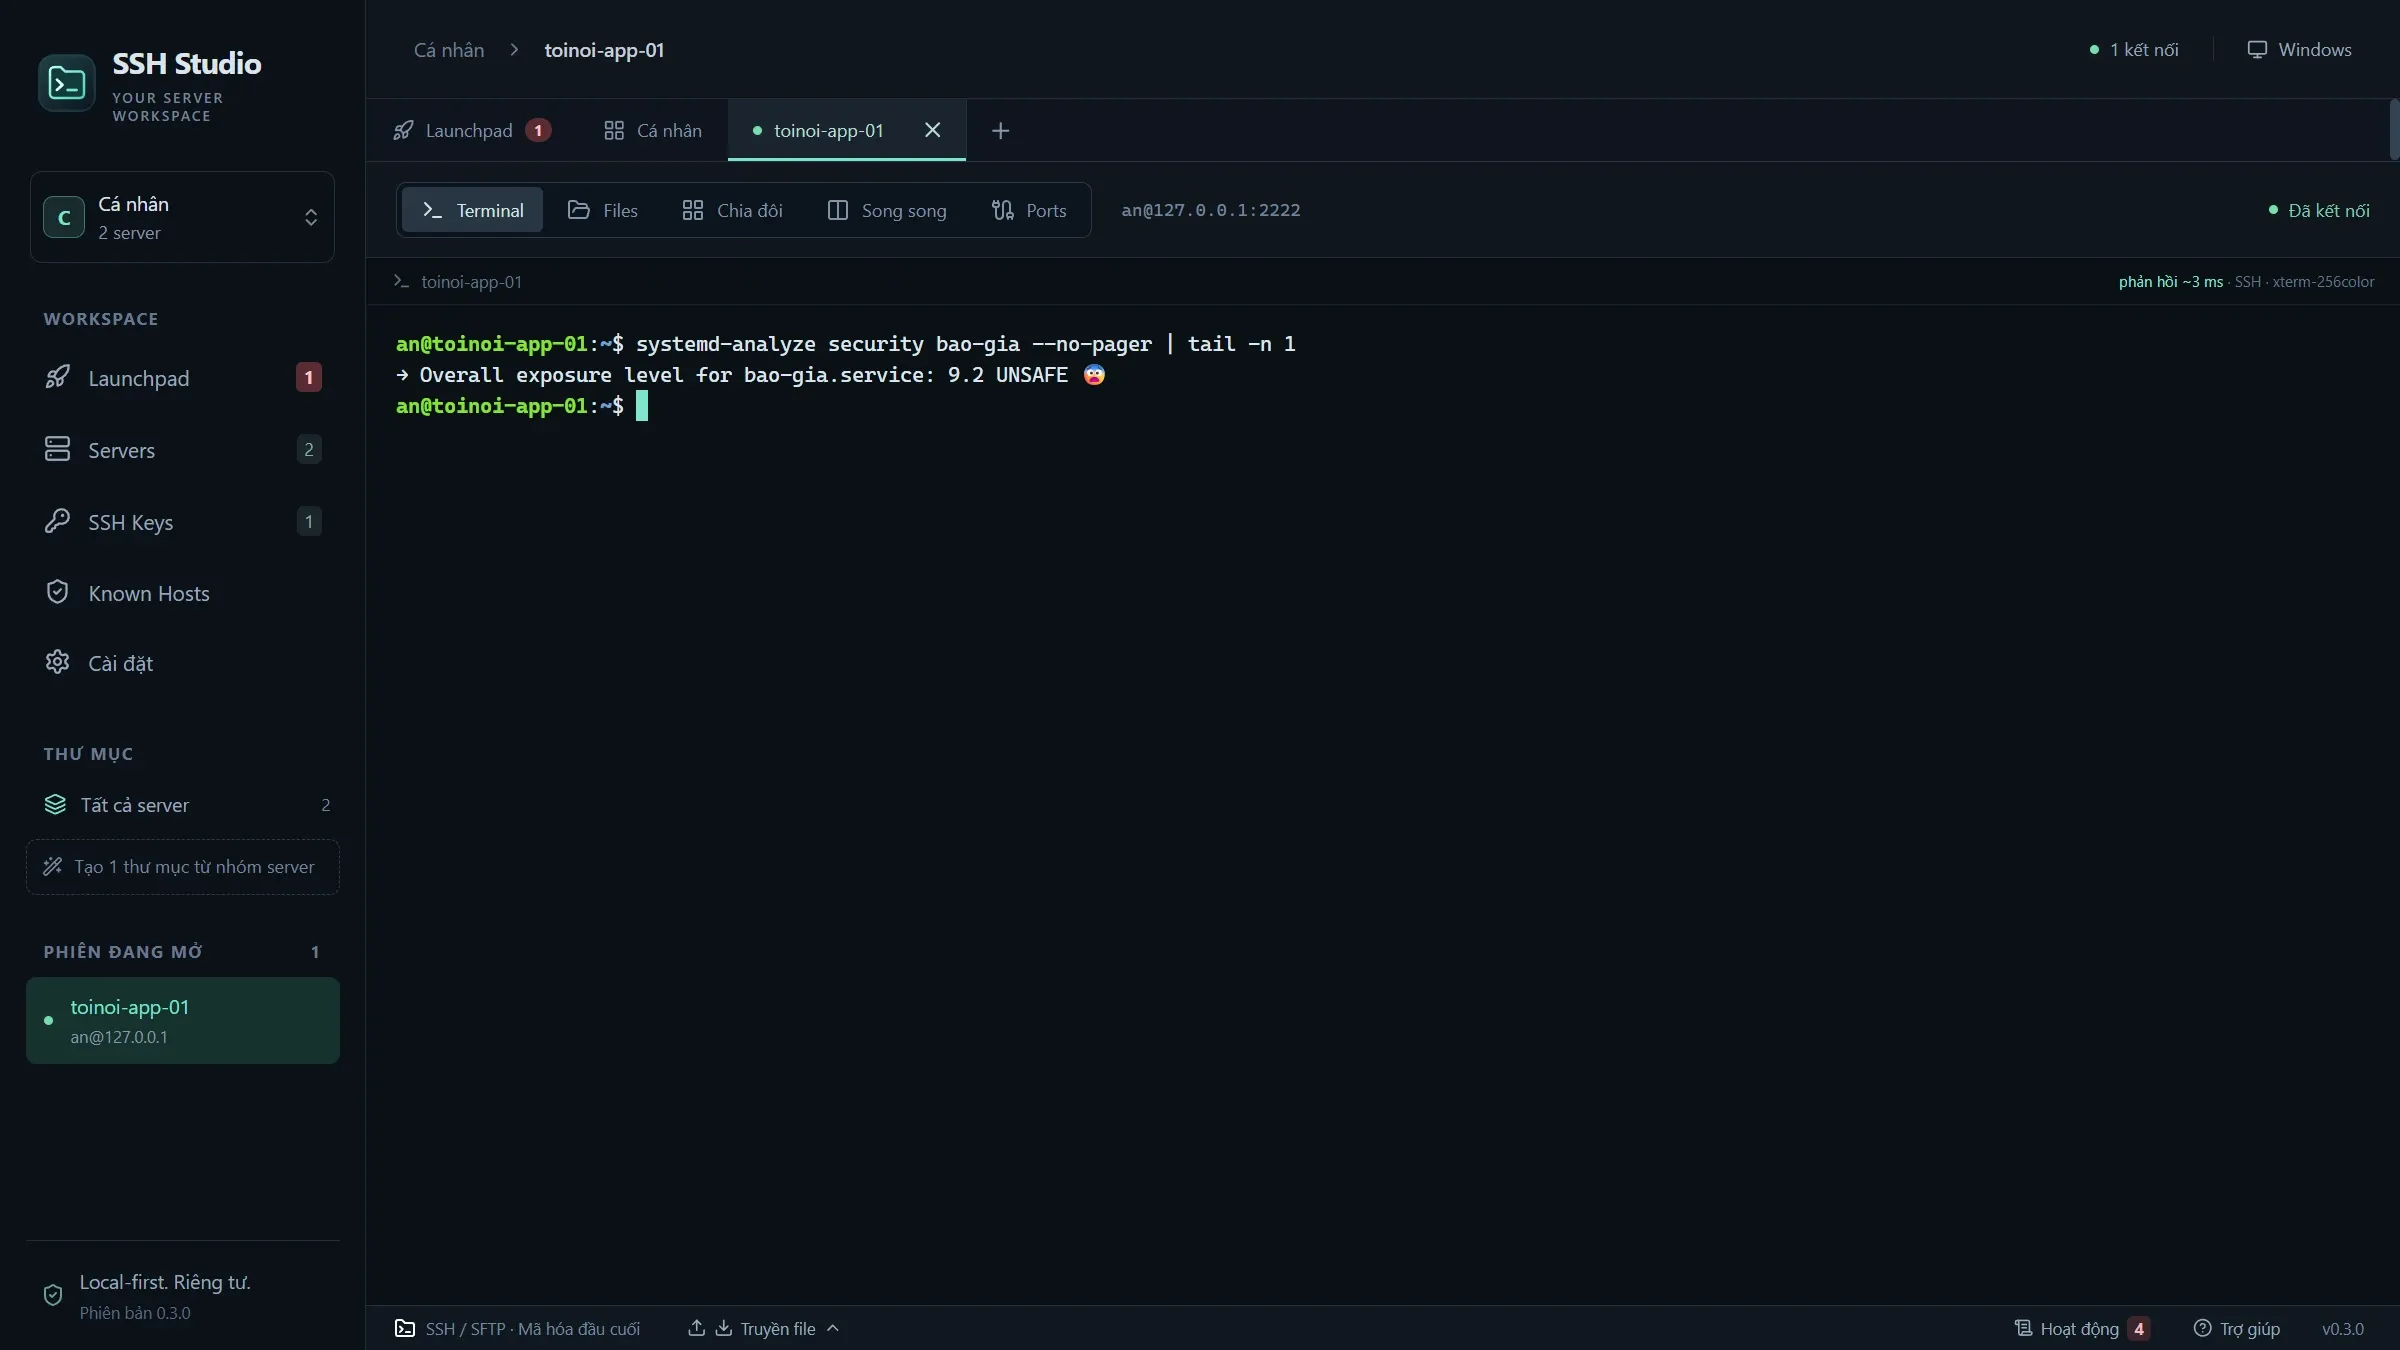 SSH Studio
YOUR SERVER
WORKSPACE
C
Cá nhân
2 server
WORKSPACE
Launchpad 1
Servers 2
SSH Keys 1
Known Hosts
Cài đặt
THƯ MỤC
Tất cả server 2
Tạo 1 thư mục từ nhóm server
PHIÊN ĐANG MỞ 1
toinoi-app-01
an@127.0.0.1
Local-first. Riêng tư.
Phiên bản 0.3.0
Cá nhân > toinoi-app-01
1 kết nối
Windows
Launchpad 1
Cá nhân
toinoi-app-01
Terminal
Files
Chia đôi
Song song
Ports
an@127.0.0.1:2222
Đã kết nối
toinoi-app-01
phản hồi ~3 ms · SSH · xterm-256color
an@toinoi-app-01:~$ systemd-analyze security bao-gia --no-pager | tail -n 1
→ Overall exposure level for bao-gia.service: 9.2 UNSAFE 😨
an@toinoi-app-01:~$
SSH / SFTP · Mã hóa đầu cuối
Truyền file
Hoạt động 4
Trợ giúp
v0.3.0